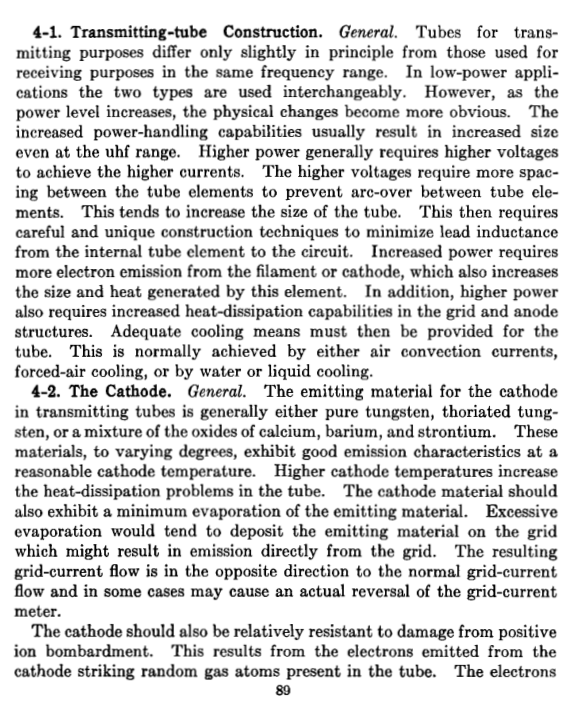 4-1. Transmitting-tube Construction. General. Tubes for trans-
mitting purposes differ only slightly in principle from those used for
receiving purposes in the same frequency range. In low-power appli-
cations the two types are used interchangeably. However, as the
power level increases, the physical changes become more obvious. The
increased power-handling capabilities usually result in increased size
even at the uhf range. Higher power generally requires higher voltages
to achieve the higher currents. The higher voltages require more spac-
ing between the tube elements to prevent arc-over between tube ele-
ments. This tends to increase the size of the tube. This then requires
careful and unique construction techniques to minimize lead inductance
from the internal tube element to the circuit. Increased power requires
more electron emission from the filament or cathode, which also increases
the size and heat generated by this element. In addition, higher power
also requires increased heat-dissipation capabilities in the grid and anode
structures. Adequate cooling means must then be provided for the
tube. This is normally achieved by either air convection currents,
forced-air cooling, or by water or liquid cooling.
4-2. The Cathode. General. The emitting material for the cathode
in transmitting tubes is generally either pure tungsten, thoriated tung-
sten, or a mixture of the oxides of calcium, barium, and strontium. These
materials, to varying degrees, exhibit good emission characteristics at a
reasonable cathode temperature. Higher cathode temperatures increase
the heat-dissipation problems in the tube. The cathode material should
also exhibit a minimum evaporation of the emitting material. Excessive
evaporation would tend to deposit the emitting material on the grid
which might result in emission directly from the grid. The resulting
grid-current flow is in the opposite direction to the normal grid-current
flow and in some cases may cause an actual reversal of the grid-current
meter.
The cathode should also be relatively resistant to damage from positive
ion bombardment. This results from the electrons emitted from the
cathode striking random gas atoms present in the tube. The electrons
89